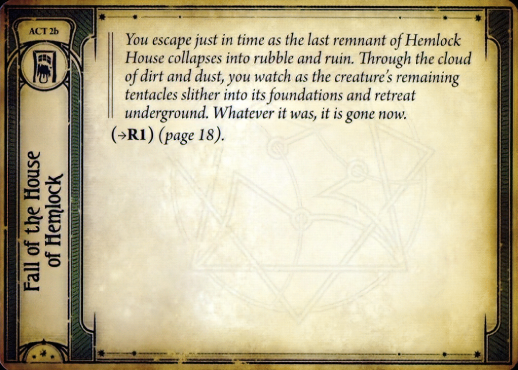 ACT 2b
Fall of the House
of Hemlock
You escape just in time as the last remnant of Hemlock
House collapses into rubble and ruin. Through the cloud
of dirt and dust, you watch as the creature's remaining
tentacles slither into its foundations and retreat
underground. Whatever it was, it is gone now.
(→R1) (page 18).